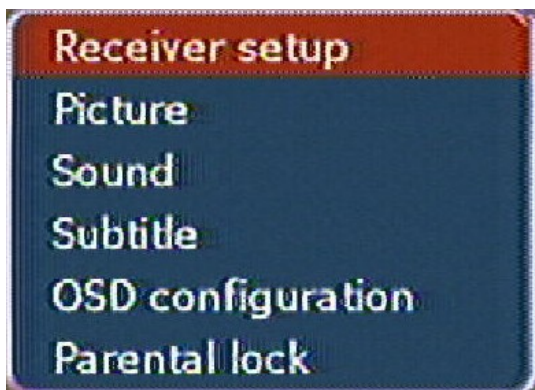 Receiver setup
Picture
Sound
Subtitle
OSD configuration
Parental lock